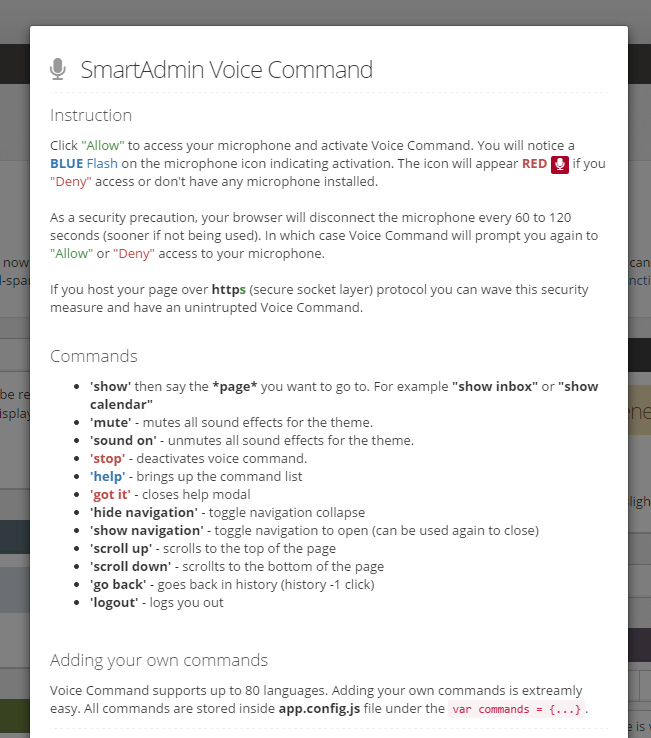 SmartAdmin Voice Command
Instruction
Click "Allow" to access your microphone and activate Voice Command. You will notice a
BLUE Flash on the microphone icon indicating activation. The icon will appear RED if you
"Deny" access or don't have any microphone installed.
As a security precaution, your browser will disconnect the microphone every 60 to 120
seconds (sooner if not being used). In which case Voice Command will prompt you again to
"Allow" or "Deny" access to your microphone.
If you host your page over https (secure socket layer) protocol you can wave this security
measure and have an unintrupted Voice Command.
Commands
'show' then say the *page* you want to go to. For example "show inbox" or "show
calendar"
'mute' - mutes all sound effects for the theme.
'sound on' - unmutes all sound effects for the theme.
'stop' - deactivates voice command.
'help' - brings up the command list
'got it' - closes help modal
'hide navigation' - toggle navigation collapse
'show navigation' - toggle navigation to open (can be used again to close)
'scroll up' - scrolls to the top of the page
'scroll down' - scrollts to the bottom of the page
'go back' - goes back in history (history -1 click)
'logout' - logs you out
Adding your own commands
Voice Command supports up to 80 languages. Adding your own commands is extreamly
easy. All commands are stored inside app.config.js file under the var commands = {...} .
now
can
be re